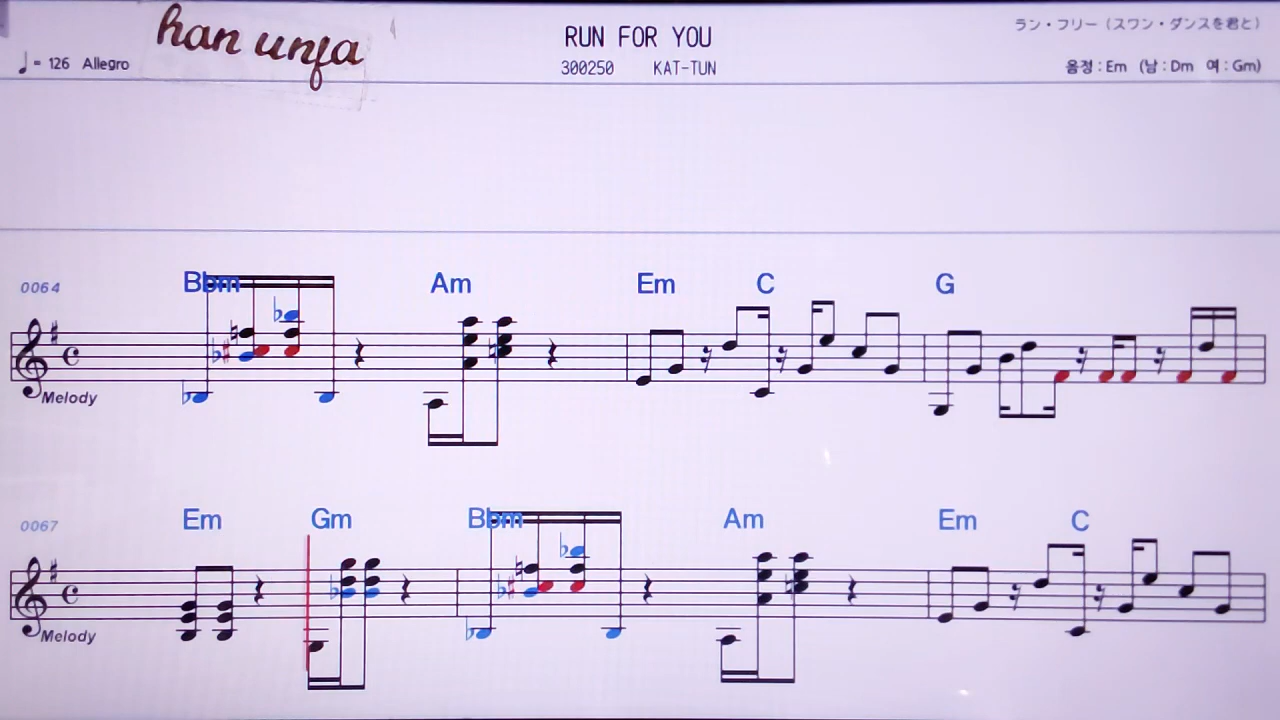 han unfa
RUN FOR YOU
ラン・フリー（スワン・ダンスを君と）
♩= 126 Allegro
300250 KAT-TUN
음정 : Em (남 : Dm 여 : Gm)
0064 Bbm Am Em C G
Melody
0067 Em Gm Bbm Am Em C
Melody